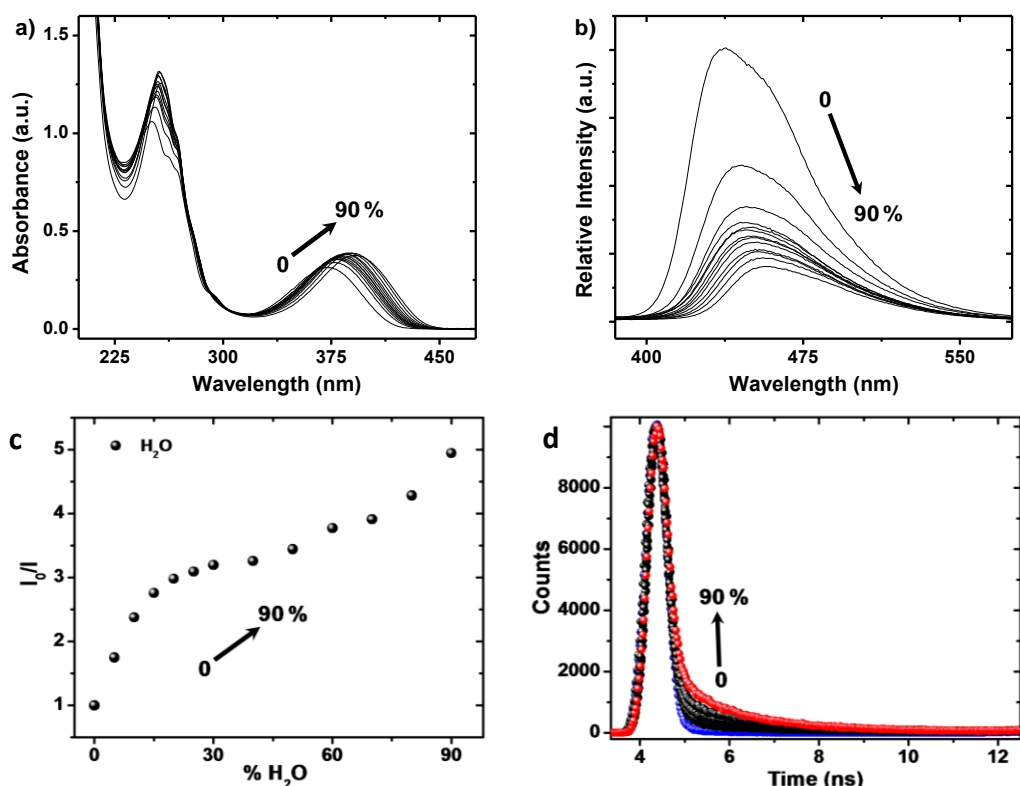 a)
1.5
1.0
0.5
0.0
Absorbance (a.u.)
0
90 %
225
300
375
450
Wavelength (nm)
b)
Relative Intensity (a.u.)
0
90%
400
475
550
Wavelength (nm)
c
H₂O
5
4
3
2
1
I₀/I
90 %
0
0
30
60
90
% H₂O
d
8000
6000
4000
2000
0
Counts
90 %
0
4
6
8
10
12
Time (ns)